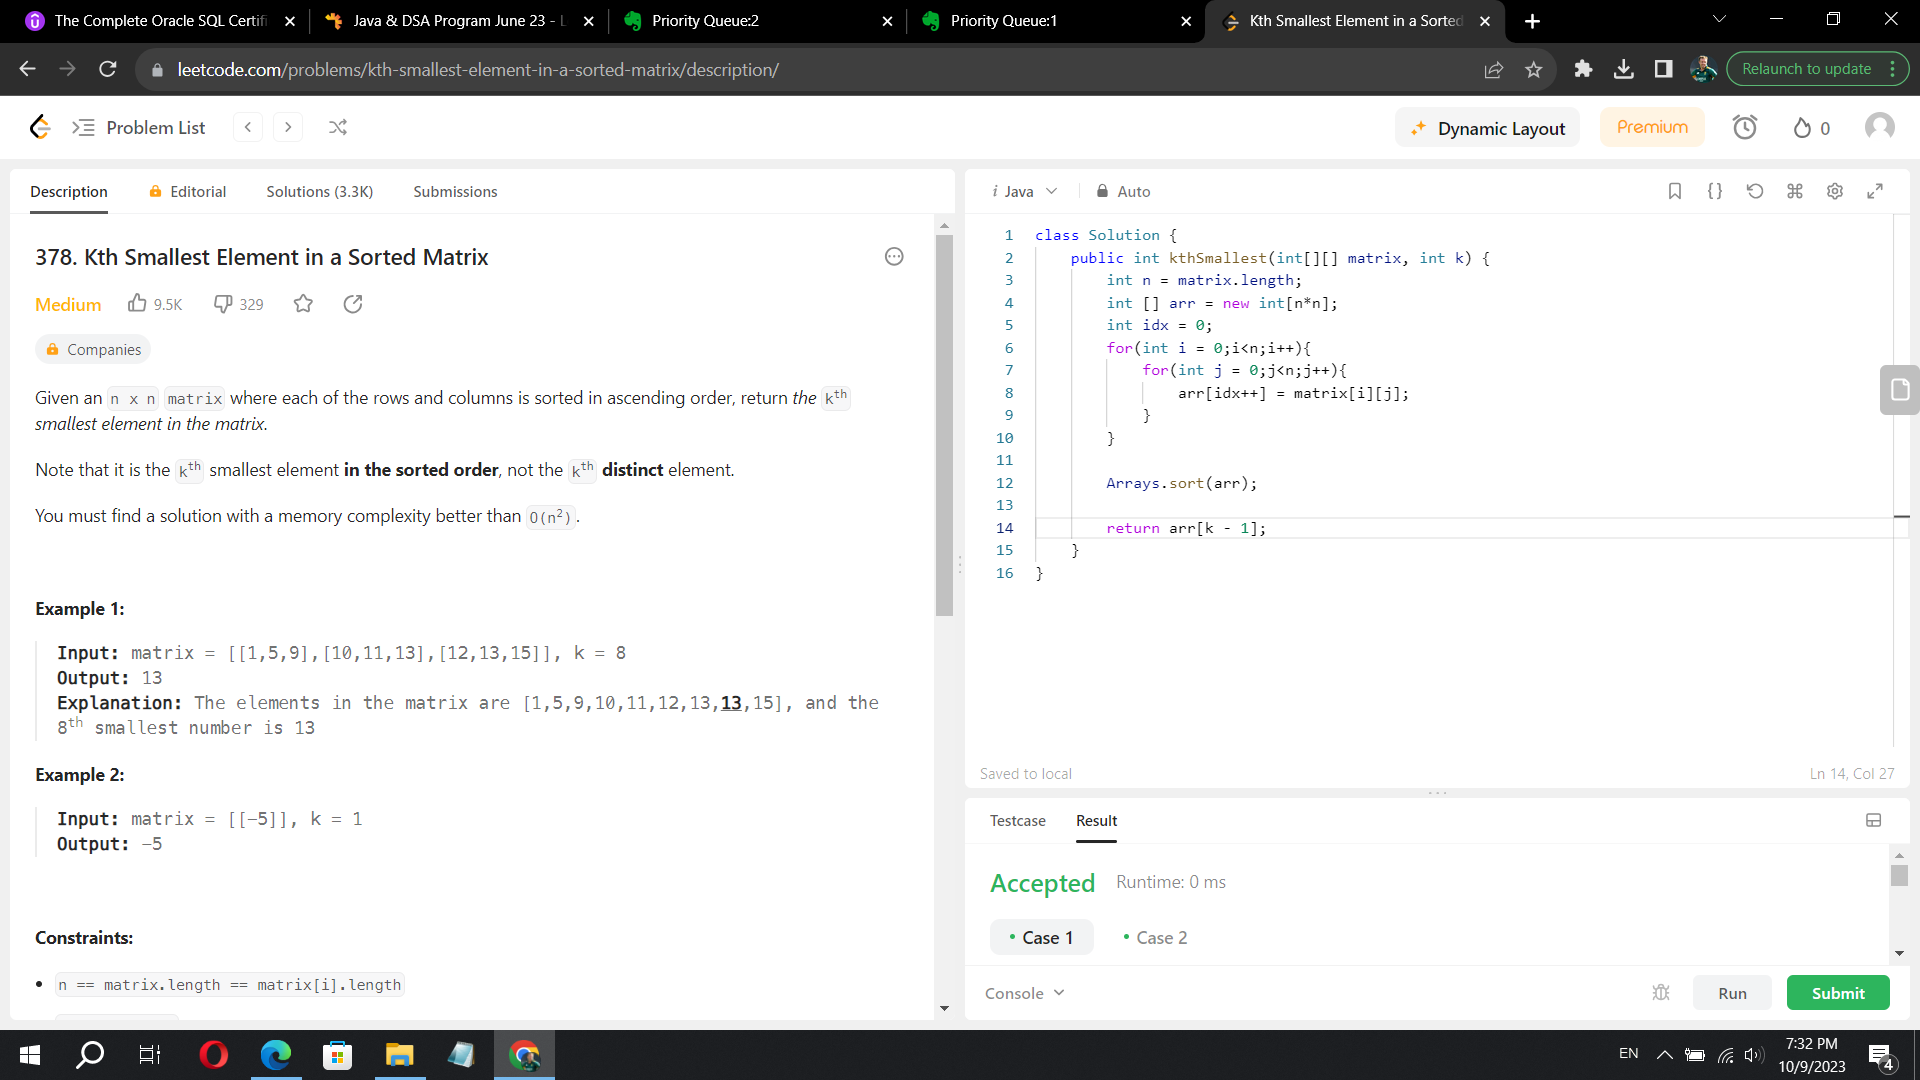 The Complete Oracle SQL Certifi
Java & DSA Program June 23 - L
Priority Queue:2
Priority Queue:1
Kth Smallest Element in a Sorted
leetcode.com/problems/kth-smallest-element-in-a-sorted-matrix/description/
Relaunch to update
Problem List
Dynamic Layout
Premium
0
Description
Editorial
Solutions (3.3K)
Submissions
378. Kth Smallest Element in a Sorted Matrix
Medium
9.5K
329
Companies
Given an n x n matrix where each of the rows and columns is sorted in ascending order, return the kth
smallest element in the matrix.
Note that it is the kth smallest element in the sorted order, not the kth distinct element.
You must find a solution with a memory complexity better than O(n2).
Example 1:
Input: matrix = [[1,5,9],[10,11,13],[12,13,15]], k = 8
Output: 13
Explanation: The elements in the matrix are [1,5,9,10,11,12,13,13,15], and the
8th smallest number is 13
Example 2:
Input: matrix = [[-5]], k = 1
Output: -5
Constraints:
• n == matrix.length == matrix[i].length
i Java
Auto
1 class Solution {
2 public int kthSmallest(int[][] matrix, int k) {
3 int n = matrix.length;
4 int [] arr = new int[n*n];
5 int idx = 0;
6 for(int i = 0;i<n;i++){
7 for(int j = 0;j<n;j++){
8 arr[idx++] = matrix[i][j];
9 }
10 }
11
12 Arrays.sort(arr);
13
14 return arr[k - 1];
15 }
16 }
Saved to local
Ln 14, Col 27
Testcase
Result
Accepted
Runtime: 0 ms
• Case 1
• Case 2
Console
Run
Submit
EN
7:32 PM
10/9/2023
4